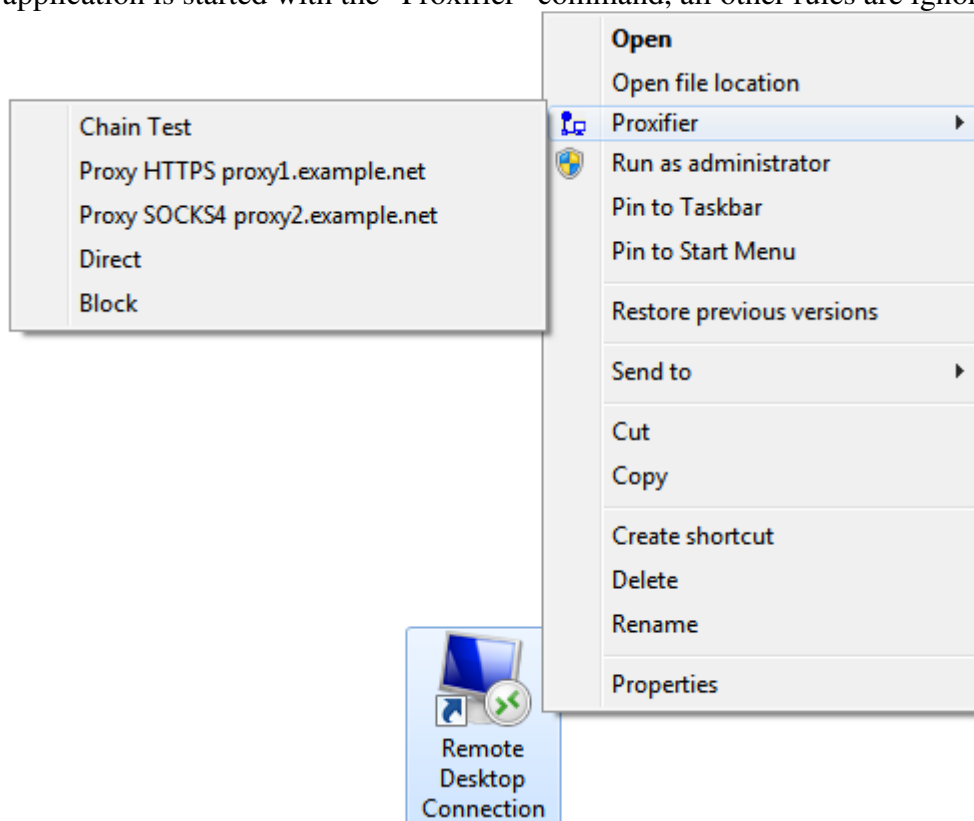 application is started with the "Proxifier" command, all other rules are
Open
Open file location
Proxifier
Run as administrator
Pin to Taskbar
Pin to Start Menu
Restore previous versions
Send to
Cut
Copy
Create shortcut
Delete
Rename
Properties
Chain Test
Proxy HTTPS proxy1.example.net
Proxy SOCKS4 proxy2.example.net
Direct
Block
Remote
Desktop
Connection